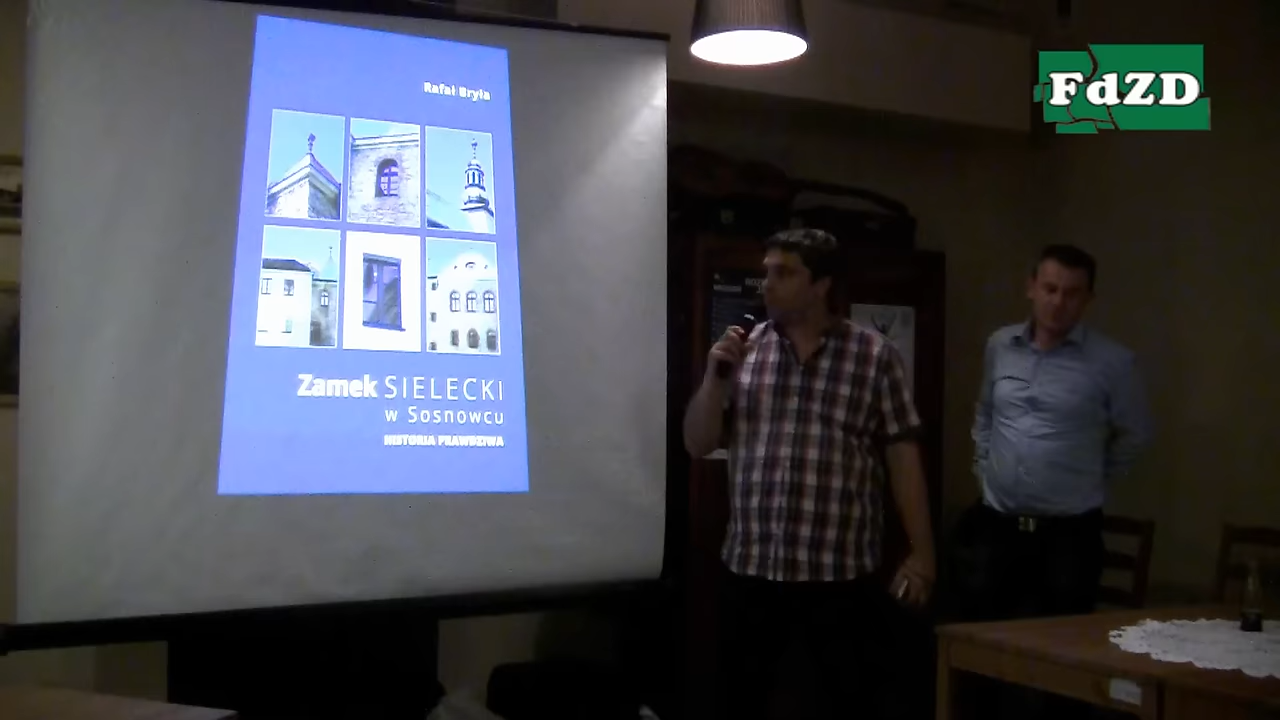 FdZD
Rafał Bryła
Zamek SIELECKI
w Sosnowcu
HISTORIA PRAWDZIWA